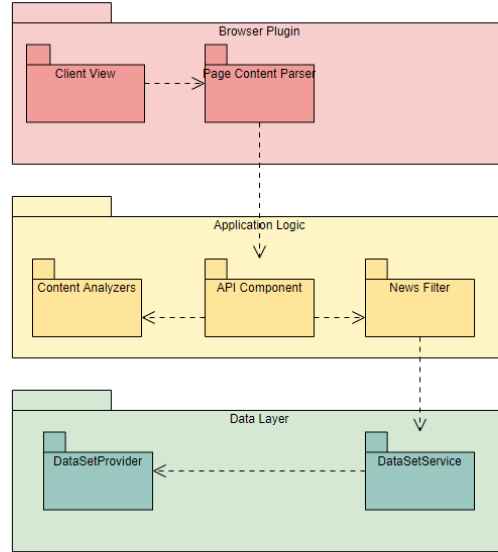 Browser Plugin
Client View
Page Content Parser
Application Logic
Content Analyzers
API Component
News Filter
Data Layer
DataSetProvider
DataSetService